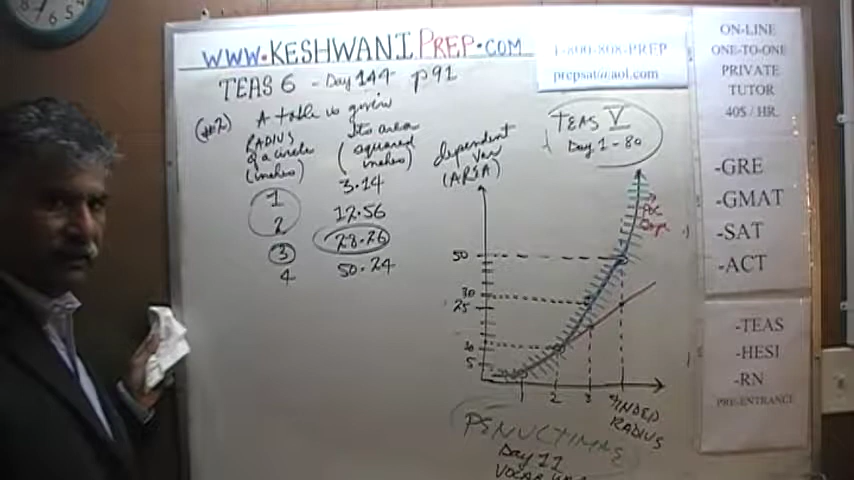 WWW.KESHWANIPREP.COM
TEAS 6 - Day 144 p91
1-800-808-PREP
prepsat@aol.com
(#2) A table is given
RADIUS
of a circle
(inches)
Its area
(squared
inches)
1 3.14
2 12.56
3 28.26
4 50.24
dependent
Var
(AREA)
TEAS V
Day 1-80
50
30
25
10
5
1 2 3 4
INDEP
RADIUS
Day 11
ON-LINE
ONE-TO-ONE
PRIVATE
TUTOR
40$ / HR.
-GRE
-GMAT
-SAT
-ACT
-TEAS
-HESI
-RN
PRE-ENTRANCE